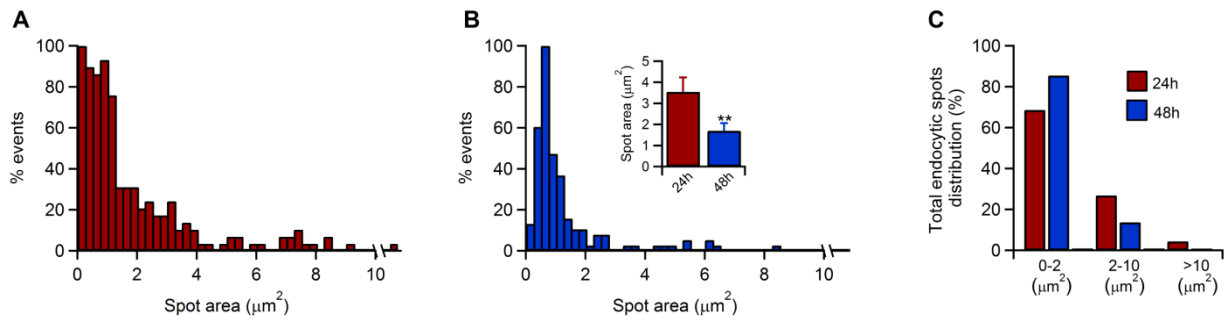 A
% events
100
80
60
40
20
0
0
2
4
6
8
10
Spot area (μm²)
B
% events
100
80
60
40
20
0
0
2
4
6
8
10
Spot area (μm²)
Spot area (μm²)
5
4
3
2
1
0
**
24h
48h
C
Total endocytic spots
distribution (%)
100
80
60
40
20
0
24h
48h
0-2
(μm²)
2-10
(μm²)
>10
(μm²)